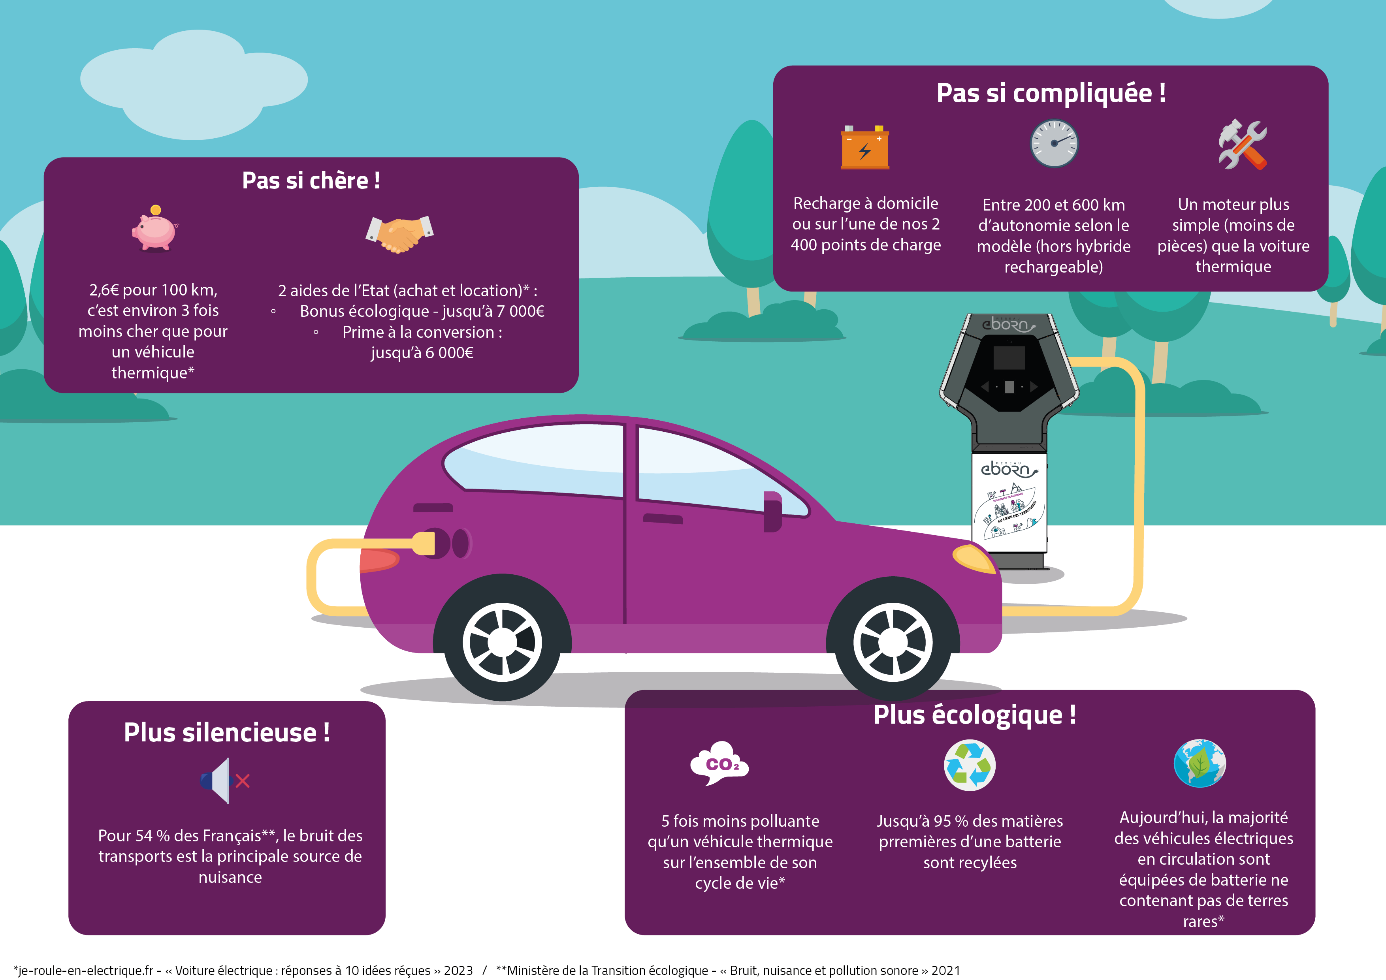 Pas si chère !
2,6€ pour 100 km,
c’est environ 3 fois
moins cher que pour
un véhicule
thermique*
2 aides de l’Etat (achat et location)* :
◦ Bonus écologique - jusqu’à 7 000€
◦ Prime à la conversion :
jusqu’à 6 000€
Pas si compliquée !
Recharge à domicile
ou sur l’une de nos 2
400 points de charge
Entre 200 et 600 km
d’autonomie selon le
modèle (hors hybride
rechargeable)
Un moteur plus
simple (moins de
pièces) que la voiture
thermique
eborn
eborn
Plus silencieuse !
Pour 54 % des Français**, le bruit des
transports est la principale source de
nuisance
Plus écologique !
CO2
5 fois moins polluante
qu’un véhicule thermique
sur l’ensemble de son
cycle de vie*
Jusqu’à 95 % des matières
prremières d’une batterie
sont recylées
Aujourd’hui, la majorité
des véhicules électriques
en circulation sont
équipées de batterie ne
contenant pas de terres
rares*
*je-roule-en-electrique.fr - « Voiture électrique : réponses à 10 idées réçues » 2023 / **Ministère de la Transition écologique - « Bruit, nuisance et pollution sonore » 2021